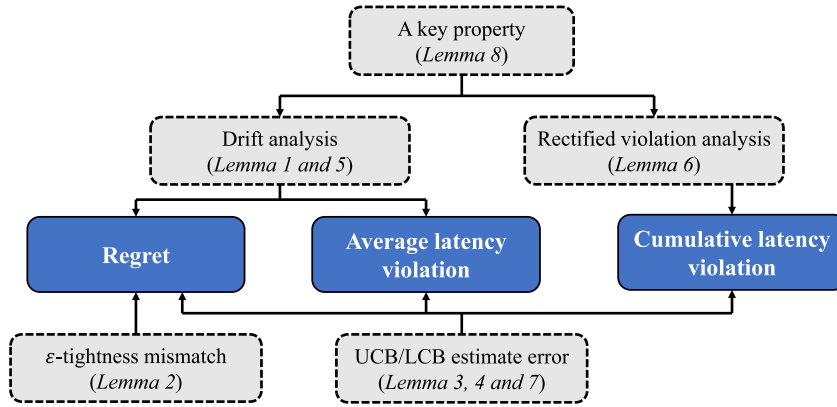 A key property
(Lemma 8)
Drift analysis
(Lemma 1 and 5)
Rectified violation analysis
(Lemma 6)
Regret
Average latency
violation
Cumulative latency
violation
ε-tightness mismatch
(Lemma 2)
UCB/LCB estimate error
(Lemma 3, 4 and 7)